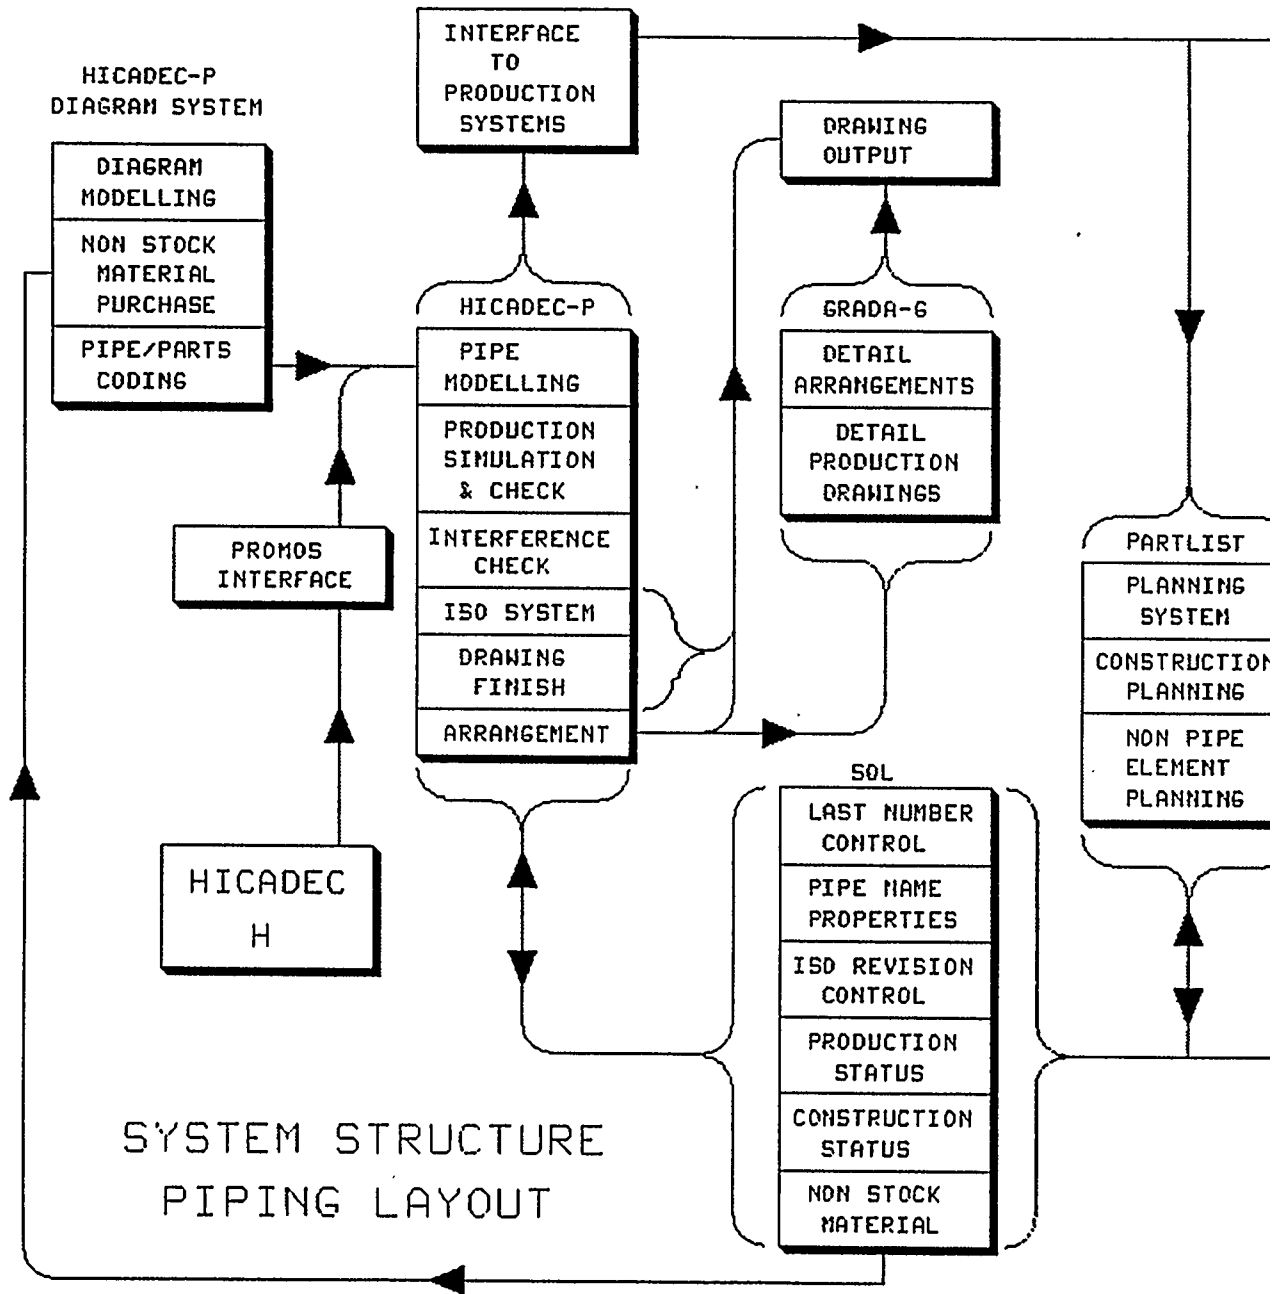 INTERFACE
TO
PRODUCTION
SYSTEMS
HICADEC-P
DIAGRAM SYSTEM
DIAGRAM
MODELLING
NON STOCK
MATERIAL
PURCHASE
PIPE/PARTS
CODING
DRAWING
OUTPUT
HICADEC-P
PIPE
MODELLING
PRODUCTION
SIMULATION
& CHECK
INTERFERENCE
CHECK
ISO SYSTEM
DRAWING
FINISH
ARRANGEMENT
GRADA-G
DETAIL
ARRANGEMENTS
DETAIL
PRODUCTION
DRAWINGS
PROMOS
INTERFACE
HICADEC
H
PARTLIST
PLANNING
SYSTEM
CONSTRUCTION
PLANNING
NON PIPE
ELEMENT
PLANNING
SOL
LAST NUMBER
CONTROL
PIPE NAME
PROPERTIES
ISO REVISION
CONTROL
PRODUCTION
STATUS
CONSTRUCTION
STATUS
NON STOCK
MATERIAL
SYSTEM STRUCTURE
PIPING LAYOUT